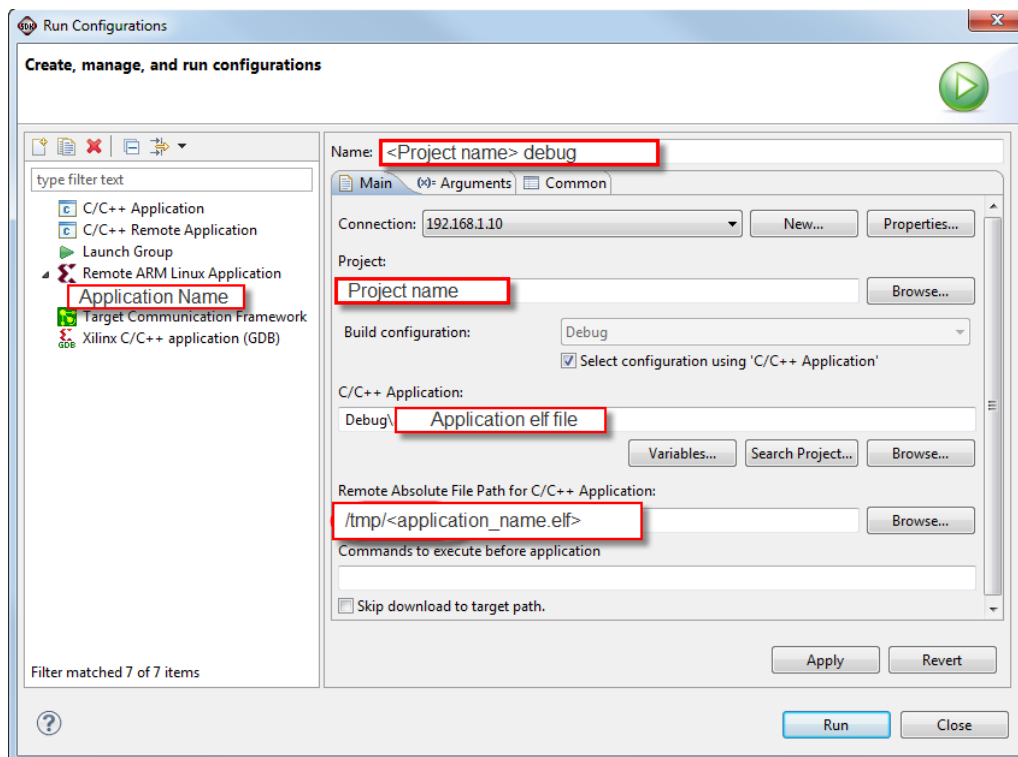 Run Configurations
Create, manage, and run configurations
Name: <Project name> debug
type filter text
Main (x)= Arguments Common
C/C++ Application
C/C++ Remote Application
Launch Group
Remote ARM Linux Application
Application Name
Target Communication Framework
GDB Xilinx C/C++ application (GDB)
Filter matched 7 of 7 items
Connection: 192.168.1.10 New... Properties...
Project:
Project name Browse...
Build configuration: Debug
Select configuration using 'C/C++ Application'
C/C++ Application:
Debug\ Application elf file
Variables... Search Project... Browse...
Remote Absolute File Path for C/C++ Application:
/tmp/<application_name.elf> Browse...
Commands to execute before application
Skip download to target path.
Apply Revert
Run Close